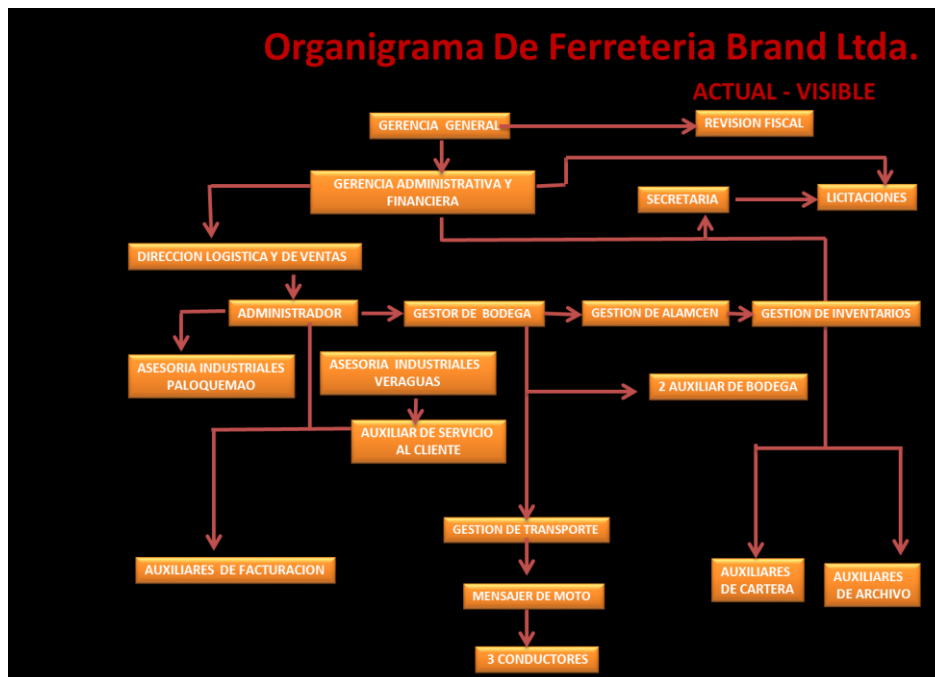 Organigrama De Ferreteria Brand Ltda.
ACTUAL - VISIBLE
GERENCIA GENERAL
REVISION FISCAL
GERENCIA ADMINISTRATIVA Y
FINANCIERA
SECRETARIA
LICITACIONES
DIRECCION LOGISTICA Y DE VENTAS
ADMINISTRADOR
GESTOR DE BODEGA
GESTION DE ALAMCEN
GESTION DE INVENTARIOS
ASESORIA INDUSTRIALES
PALOQUEMAO
ASESORIA INDUSTRIALES
VERAGUAS
2 AUXILIAR DE BODEGA
AUXILIAR DE SERVICIO
AL CLIENTE
GESTION DE TRANSPORTE
AUXILIARES DE FACTURACION
MENSAJER DE MOTO
AUXILIARES
DE CARTERA
AUXILIARES
DE ARCHIVO
3 CONDUCTORES